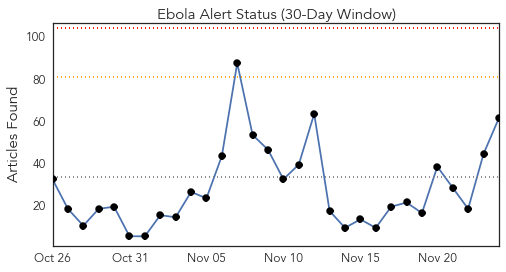 Ebola Alert Status (30-Day Window)
Articles Found
100
80
60
40
20
Oct 26
Oct 31
Nov 05
Nov 10
Nov 15
Nov 20